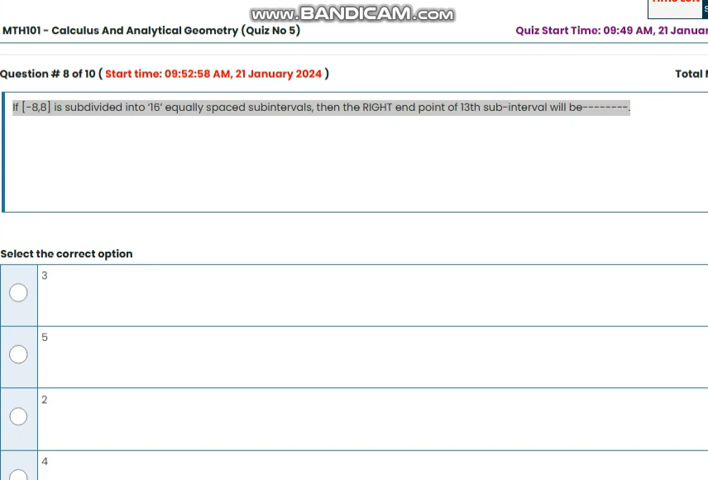 www.BANDICAM.com
MTH101 - Calculus And Analytical Geometry (Quiz No 5)
Quiz Start Time: 09:49 AM, 21 Januar
Question # 8 of 10 ( Start time: 09:52:58 AM, 21 January 2024 )
Total
If [-8,8] is subdivided into '16' equally spaced subintervals, then the RIGHT end point of 13th sub-interval will be--------.
Select the correct option
3
5
2
4